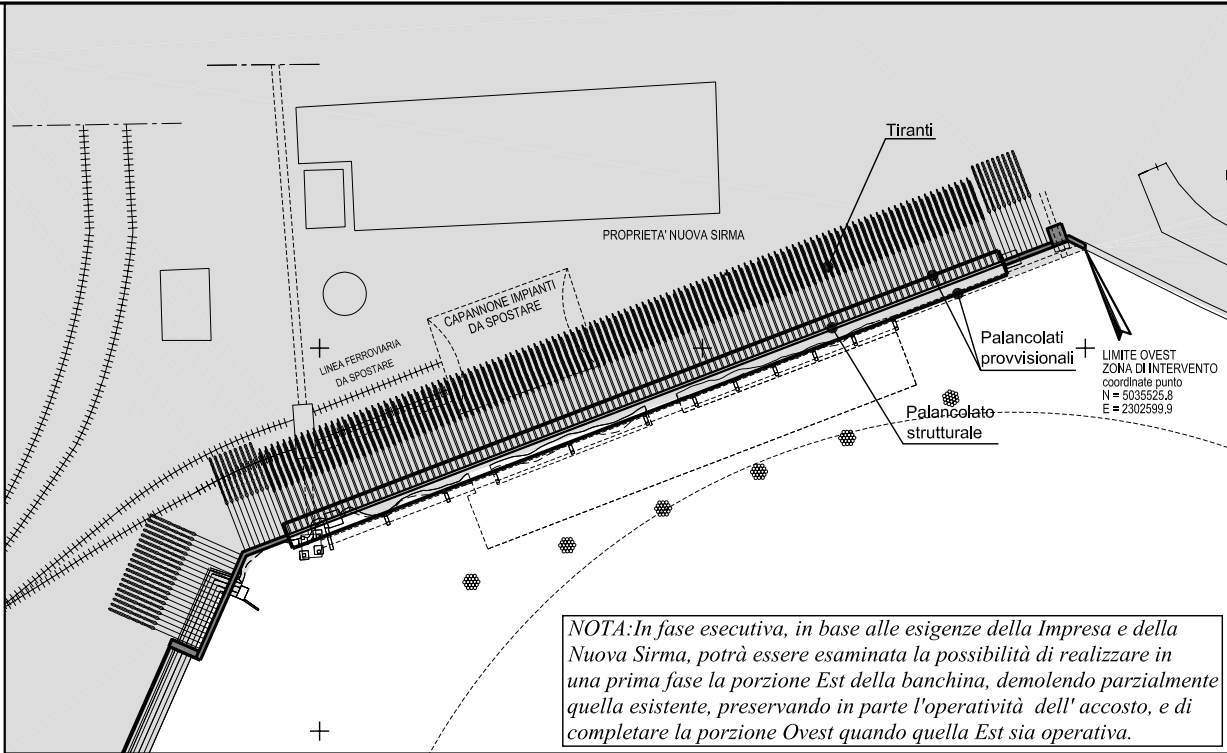 Tiranti
PROPRIETA' NUOVA SIRMA
CAPANNONE IMPIANTI
DA SPOSTARE
LINEA FERROVIARIA
DA SPOSTARE
Palancolati
provvisionali
LIMITE OVEST
ZONA DI INTERVENTO
coordinate punto
N = 5035525.8
E = 2302599.9
Palancolato
strutturale
NOTA:In fase esecutiva, in base alle esigenze della Impresa e della
Nuova Sirma, potrà essere esaminata la possibilità di realizzare in
una prima fase la porzione Est della banchina, demolendo parzialmente
quella esistente, preservando in parte l'operatività dell' accosto, e di
completare la porzione Ovest quando quella Est sia operativa.